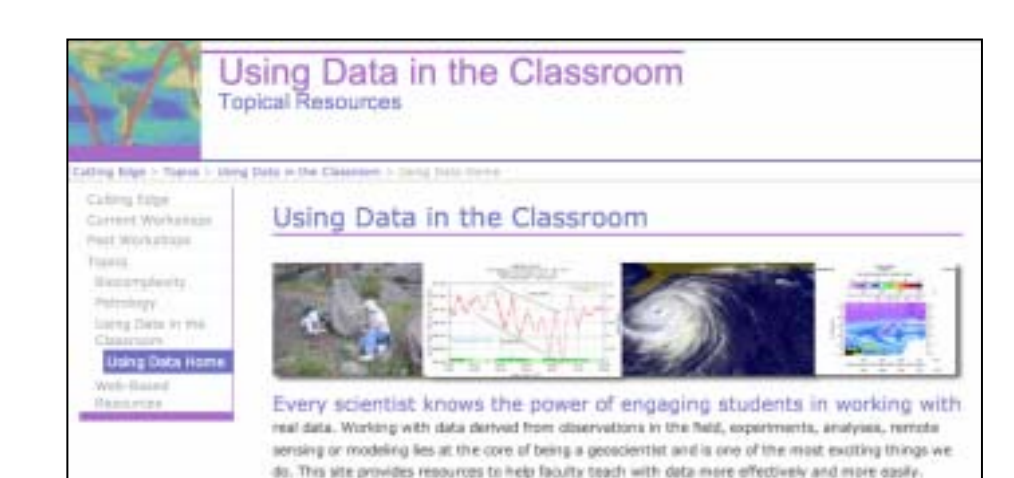 Using Data in the Classroom
Topical Resources
Cutting Edge > Topics > Using Data in the Classroom > Using Data Home
Cutting Edge
Current Workshops
Past Workshops
Topics
Biocomplexity
Petrology
Using Data in the
Classroom
Using Data Home
Web-Based
Resources
Using Data in the Classroom
Every scientist knows the power of engaging students in working with
real data. Working with data derived from observations in the field, experiments, analyses, remote
sensing or modeling lies at the core of being a geoscientist and is one of the most exciting things we
do. This site provides resources to help faculty teach with data more effectively and more easily.